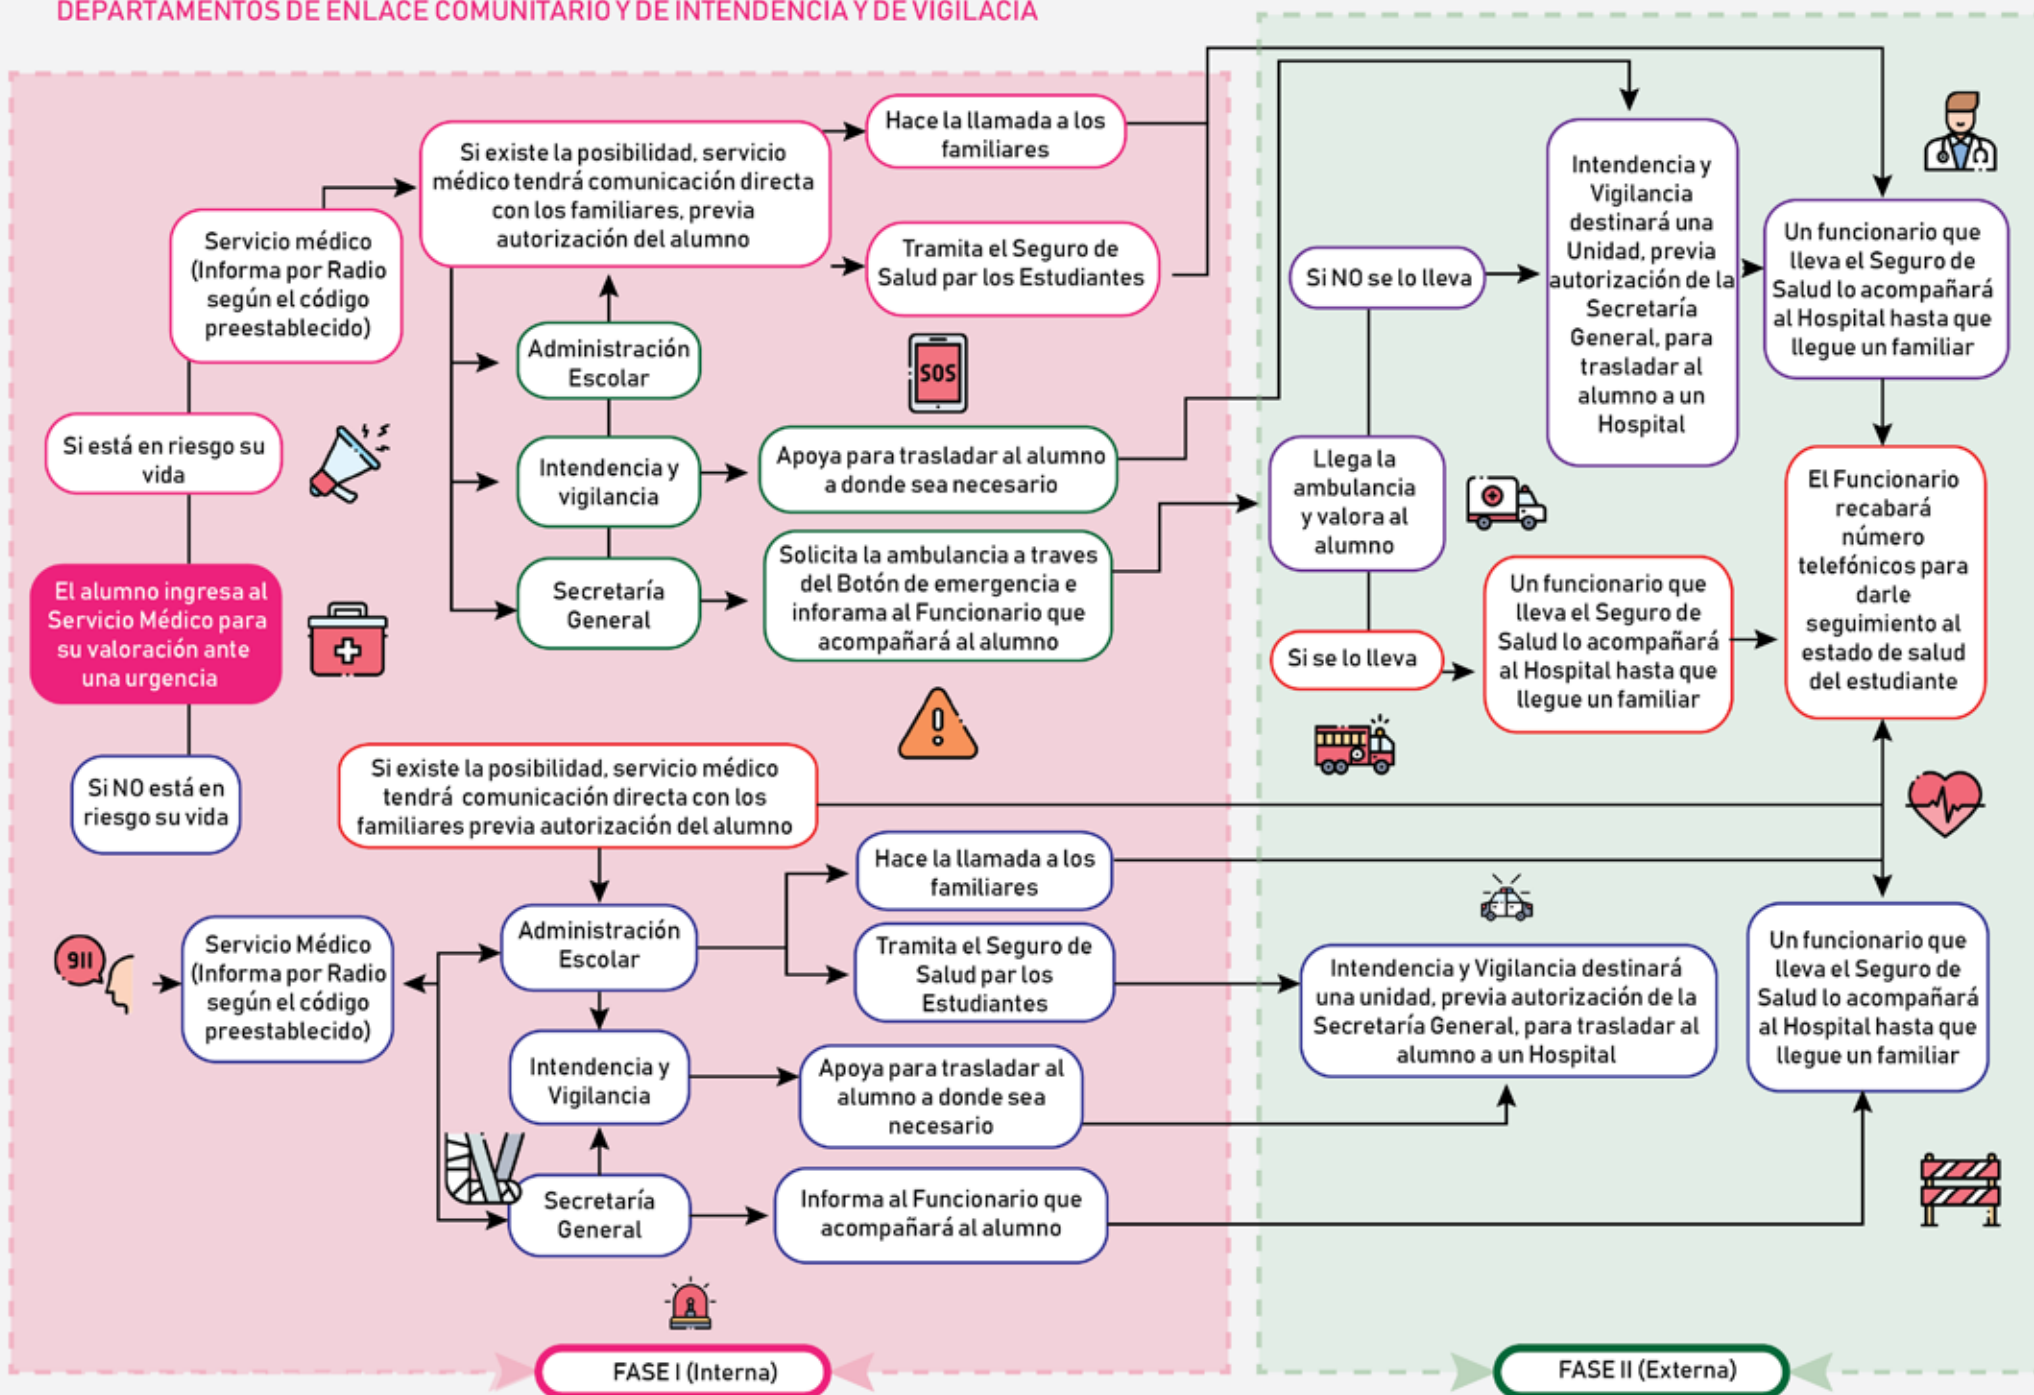 DEPARTAMENTOS DE ENLACE COMUNITARIO Y DE INTENDENCIA Y DE VIGILACIA
Hace la llamada a los
familiares
Si existe la posibilidad, servicio
médico tendrá comunicación directa
con los familiares, previa
autorización del alumno
Servicio médico
(Informa por Radio
según el código
preestablecido)
Tramita el Seguro de
Salud par los Estudiantes
Administración
Escolar
SOS
Si está en riesgo su
vida
Intendencia y
vigilancia
Apoya para trasladar al alumno
a donde sea necesario
El alumno ingresa al
Servicio Médico para
su valoración ante
una urgencia
Secretaría
General
Solicita la ambulancia a traves
del Botón de emergencia e
inforama al Funcionario que
acompañará al alumno
Si NO está en
riesgo su vida
Si existe la posibilidad, servicio médico
tendrá comunicación directa con los
familiares previa autorización del alumno
Hace la llamada a los
familiares
911
Servicio Médico
(Informa por Radio
según el código
preestablecido)
Administración
Escolar
Tramita el Seguro de
Salud par los
Estudiantes
Intendencia y
Vigilancia
Apoya para trasladar al
alumno a donde sea
necesario
Secretaría
General
Informa al Funcionario que
acompañará al alumno
FASE I (Interna)
Intendencia y
Vigilancia
destinará una
Unidad, previa
autorización de la
Secretaría
General, para
trasladar al
alumno a un
Hospital
Un funcionario que
lleva el Seguro de
Salud lo acompañará
al Hospital hasta que
llegue un familiar
Si NO se lo lleva
Llega la
ambulancia
y valora al
alumno
Si se lo lleva
Un funcionario que
lleva el Seguro de
Salud lo acompañará
al Hospital hasta que
llegue un familiar
El Funcionario
recabará
número
telefónicos para
darle
seguimiento al
estado de salud
del estudiante
Intendencia y Vigilancia destinará
una unidad, previa autorización de la
Secretaría General, para trasladar al
alumno a un Hospital
Un funcionario que
lleva el Seguro de
Salud lo acompañará
al Hospital hasta que
llegue un familiar
FASE II (Externa)